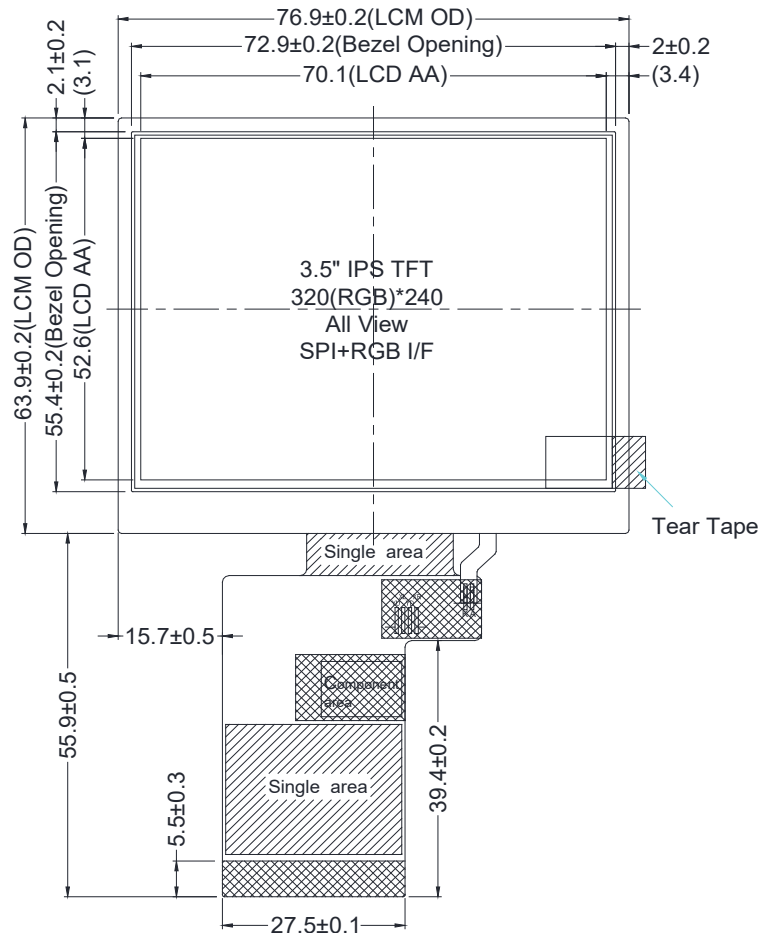 76.9±0.2(LCM OD)
72.9±0.2(Bezel Opening)
2±0.2
70.1(LCD AA)
(3.4)
2.1±0.2
(3.1)
63.9±0.2(LCM OD)
55.4±0.2(Bezel Opening)
52.6(LCD AA)
3.5" IPS TFT
320(RGB)*240
All View
SPI+RGB I/F
Tear Tape
Single area
15.7±0.5
55.9±0.5
Component
area
39.4±0.2
Single area
5.5±0.3
27.5±0.1